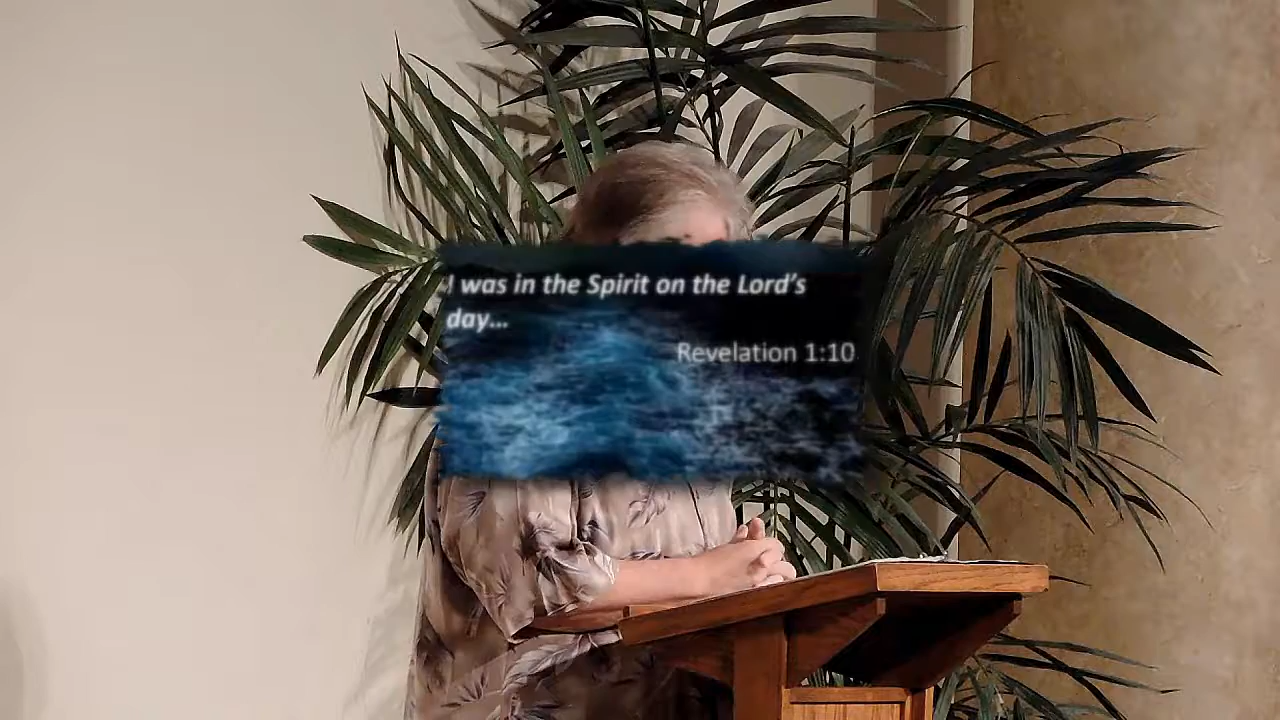 I was in the Spirit on the Lord's
day...
Revelation 1:10